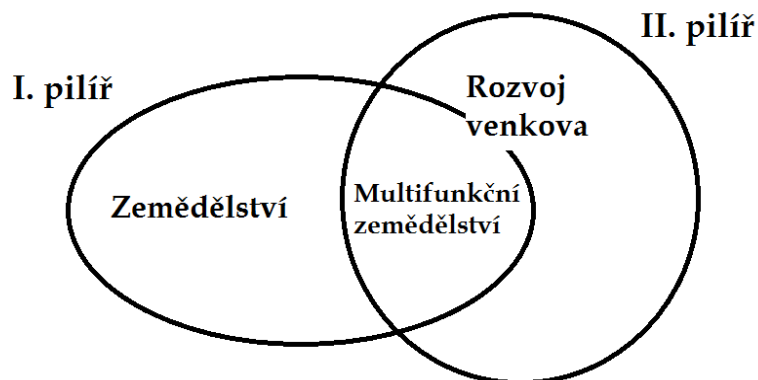 II. pilíř
I. pilíř
Rozvoj
venkova
Zemědělství
Multifunkční
zemědělství